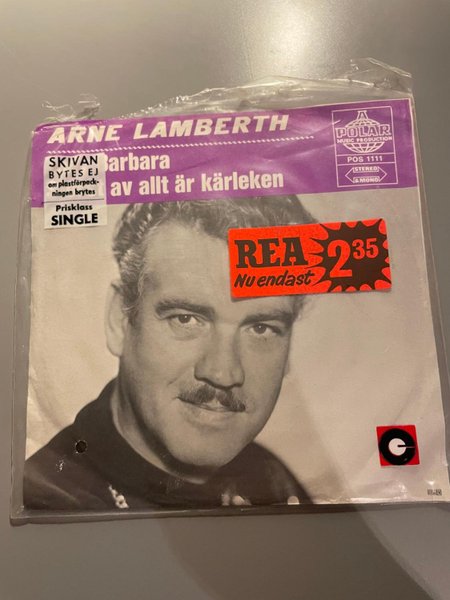 ARNE LAMBERTH
Barbara
av allt är kärleken
SKIVAN
BYTES EJ
om plastförpack-
ningen brytes
Prisklass
SINGLE
POLAR
MUSIC PRODUCTION
POS 1111
STEREO
& MONO
REA
Nu endast
2 35